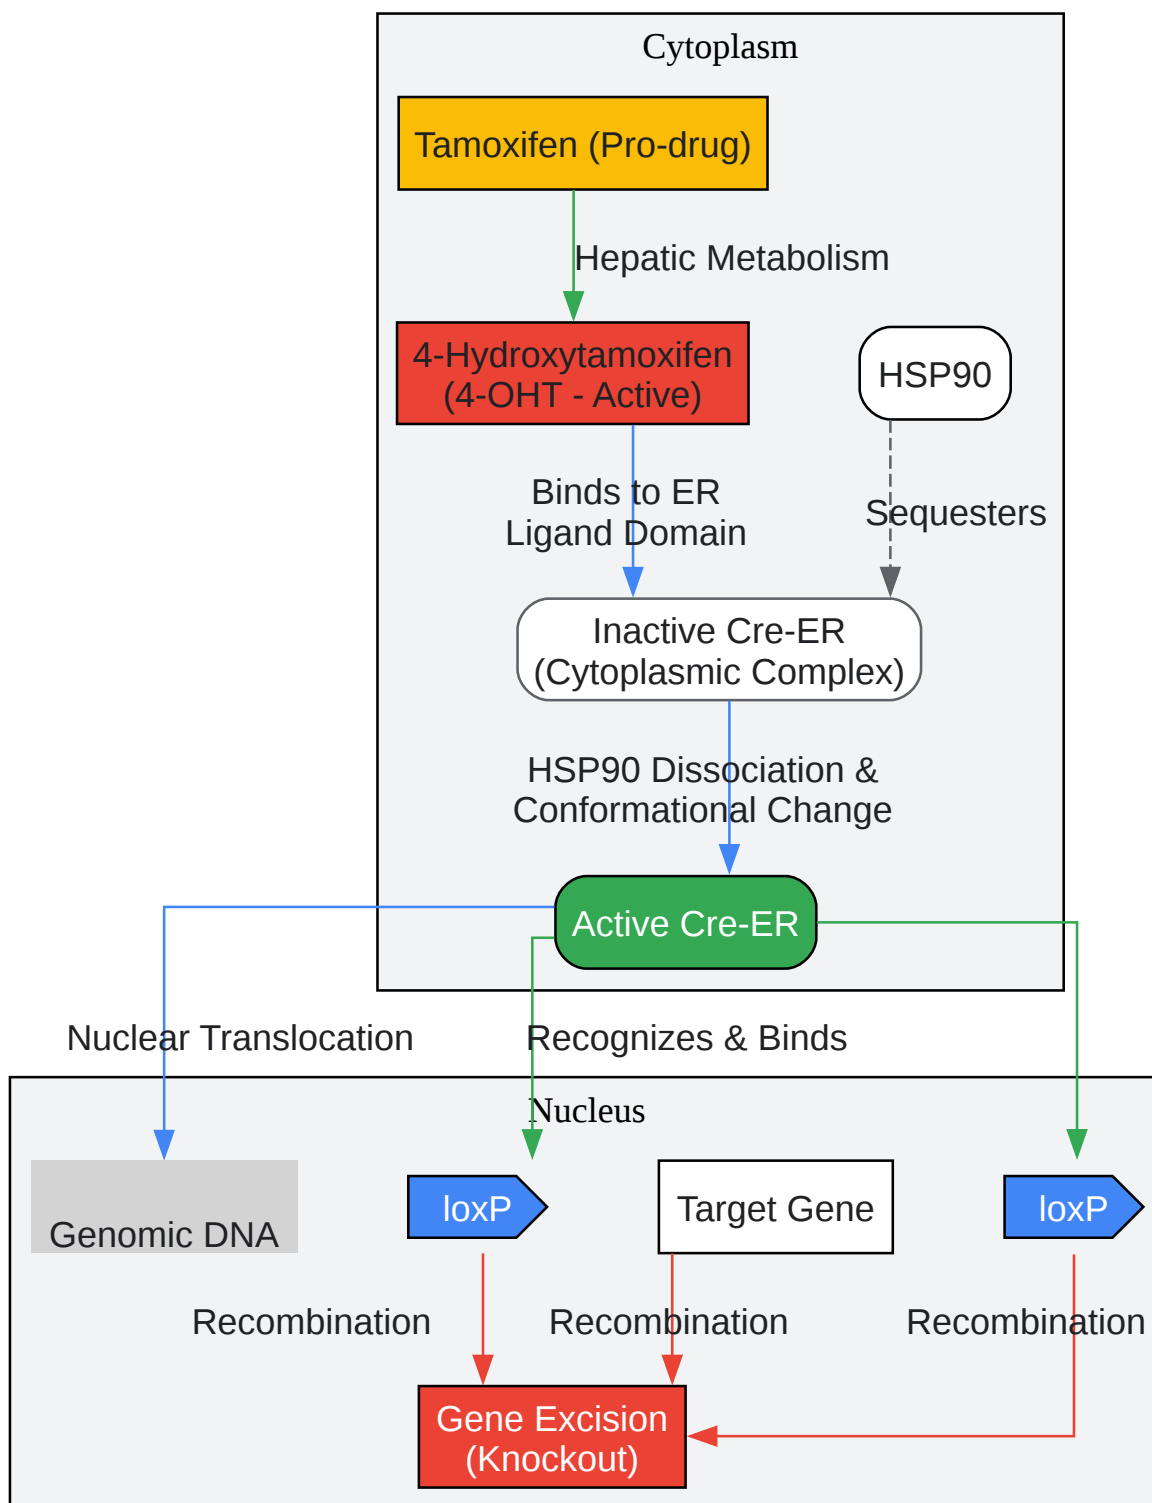 Cytoplasm
Tamoxifen (Pro-drug)
Hepatic Metabolism
4-Hydroxytamoxifen
(4-OHT - Active)
HSP90
Binds to ER
Ligand Domain
Sequesters
Inactive Cre-ER
(Cytoplasmic Complex)
HSP90 Dissociation &
Conformational Change
Active Cre-ER
Nuclear Translocation
Recognizes & Binds
Nucleus
Genomic DNA
loxP
Target Gene
loxP
Recombination
Recombination
Recombination
Gene Excision
(Knockout)